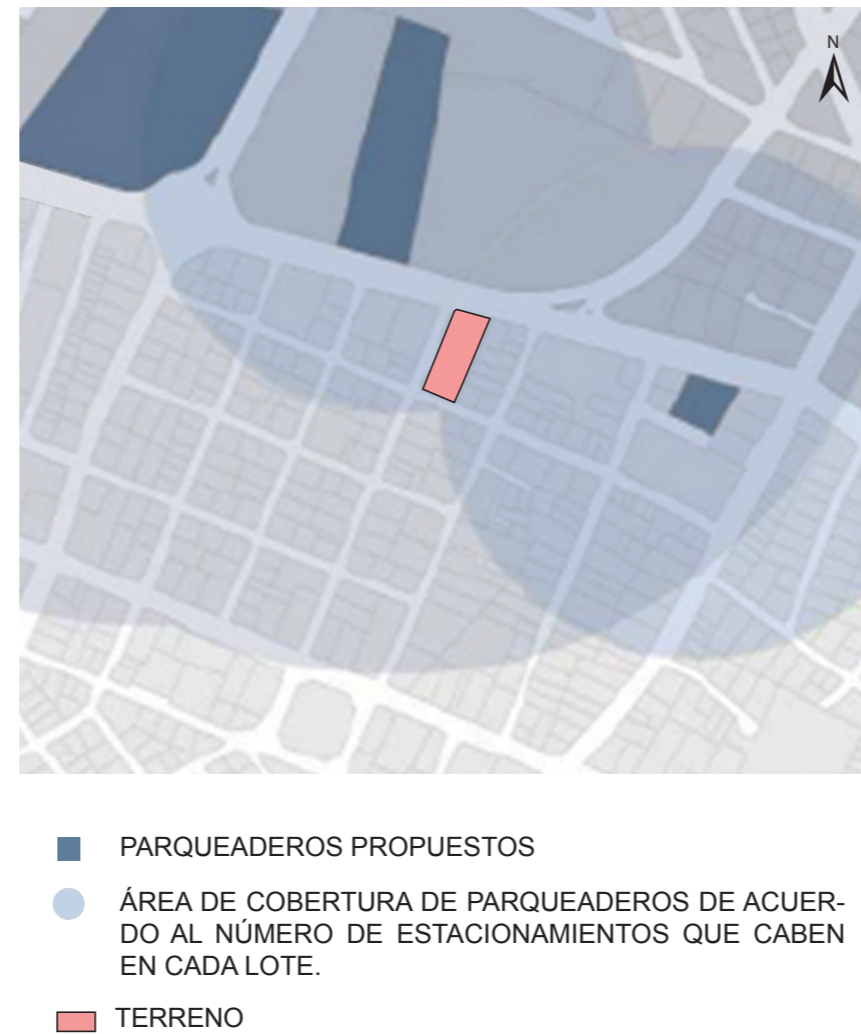 N
PARQUEADEROS PROPUESTOS
ÁREA DE COBERTURA DE PARQUEADEROS DE ACUER-
DO AL NÚMERO DE ESTACIONAMIENTOS QUE CABEN
EN CADA LOTE.
TERRENO